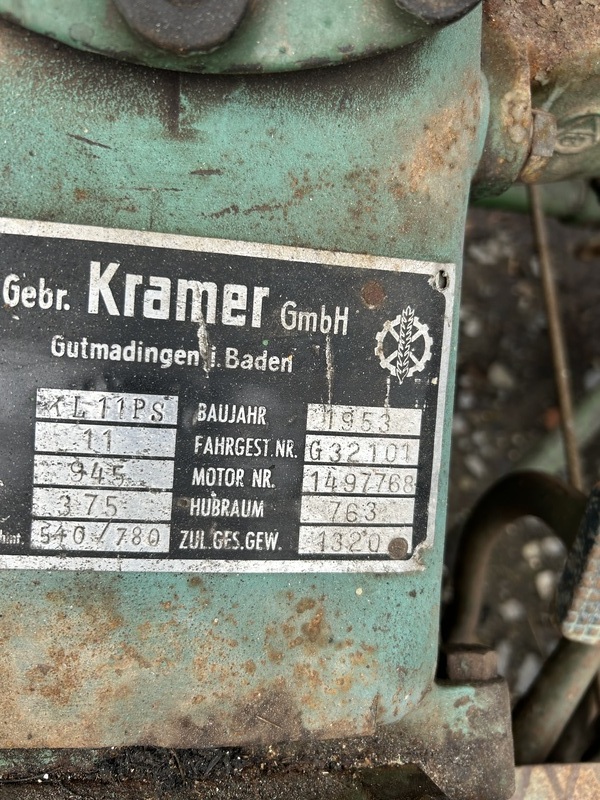 Gebr. Kramer GmbH
Gutmadingen i. Baden
KL 11PS BAUJAHR 1953
11 FAHRGEST. NR. G32101
945 MOTOR NR. 1497768
375 HUBRAUM 763
540/780 ZUL. GES. GEW. 1320